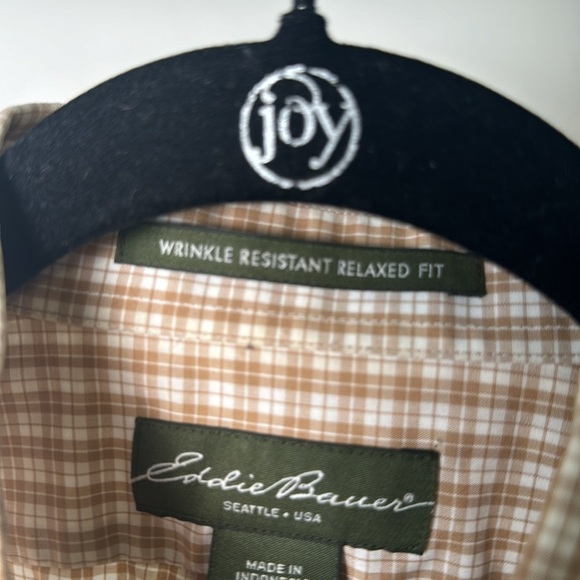 joy
WRINKLE RESISTANT RELAXED FIT
Eddie Bauer®
SEATTLE • USA
MADE IN